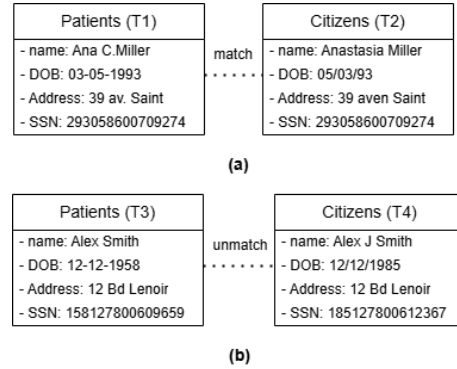 Patients (T1)
- name: Ana C.Miller
- DOB: 03-05-1993
- Address: 39 av. Saint
- SSN: 293058600709274
match
Citizens (T2)
- name: Anastasia Miller
- DOB: 05/03/93
- Address: 39 aven Saint
- SSN: 293058600709274
(a)
Patients (T3)
- name: Alex Smith
- DOB: 12-12-1958
- Address: 12 Bd Lenoir
- SSN: 158127800609659
unmatch
Citizens (T4)
- name: Alex J Smith
- DOB: 12/12/1985
- Address: 12 Bd Lenoir
- SSN: 185127800612367
(b)